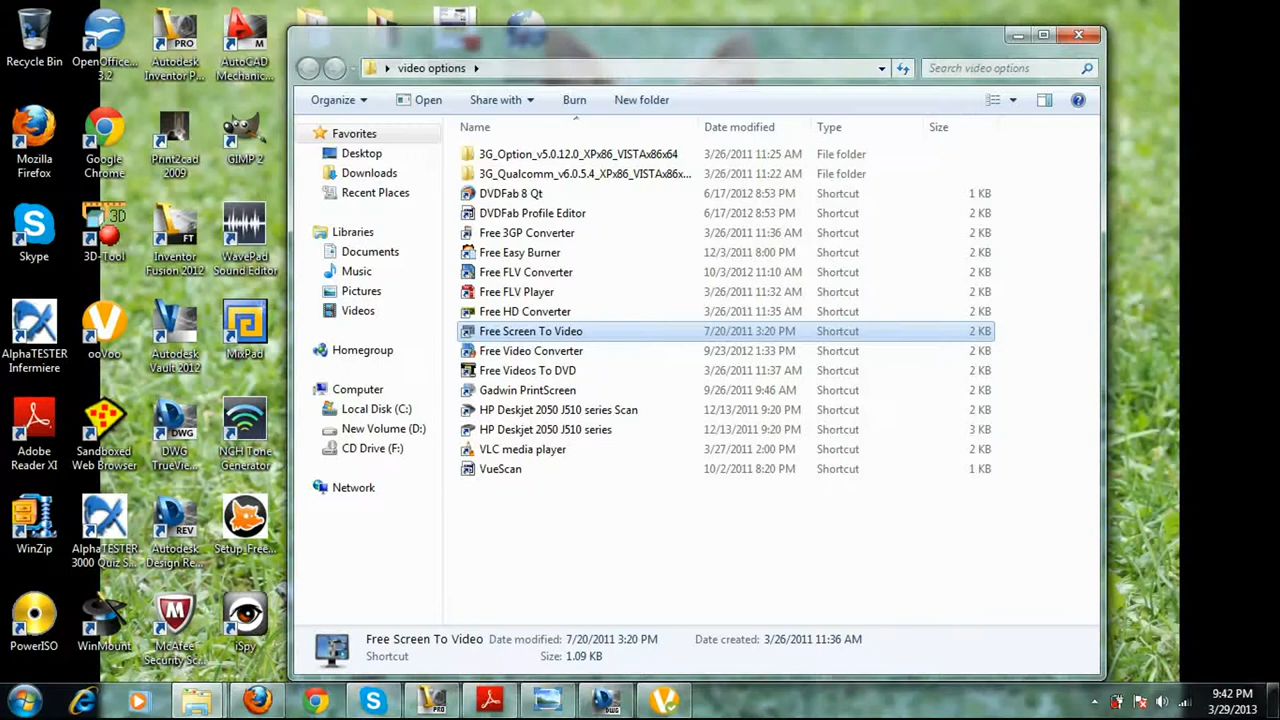 Recycle Bin
OpenOffice... 3.2
Autodesk Inventor P...
AutoCAD Mechanic...
Mozilla Firefox
Google Chrome
Print2cad 2009
GIMP 2
Skype
3D-Tool
Inventor Fusion 2012
WavePad Sound Editor
AlphaTESTER Infermiere
ooVoo
Autodesk Vault 2012
MixPad
Adobe Reader XI
Sandboxed Web Browser
DWG TrueVie...
NCH Tone Generator
WinZip
AlphaTESTER 3000 Quiz S...
Autodesk Design Re...
Setup_Free...
PowerISO
WinMount
McAfee Security Sc...
iSpy
video options
Search video options
Organize
Open
Share with
Burn
New folder
Favorites
Desktop
Downloads
Recent Places
Libraries
Documents
Music
Pictures
Videos
Homegroup
Computer
Local Disk (C:)
New Volume (D:)
CD Drive (F:)
Network
Name Date modified Type Size
3G_Option_v5.0.12.0_XPx86_VISTAx86x64 3/26/2011 11:25 AM File folder
3G_Qualcomm_v6.0.5.4_XPx86_VISTAx86x... 3/26/2011 11:22 AM File folder
DVDFab 8 Qt 6/17/2012 8:53 PM Shortcut 1 KB
DVDFab Profile Editor 6/17/2012 8:53 PM Shortcut 2 KB
Free 3GP Converter 3/26/2011 11:36 AM Shortcut 2 KB
Free Easy Burner 12/3/2011 8:00 PM Shortcut 2 KB
Free FLV Converter 10/3/2012 11:10 AM Shortcut 2 KB
Free FLV Player 3/26/2011 11:32 AM Shortcut 2 KB
Free HD Converter 3/26/2011 11:35 AM Shortcut 2 KB
Free Screen To Video 7/20/2011 3:20 PM Shortcut 2 KB
Free Video Converter 9/23/2012 1:33 PM Shortcut 2 KB
Free Videos To DVD 3/26/2011 11:37 AM Shortcut 2 KB
Gadwin PrintScreen 9/26/2011 9:46 AM Shortcut 2 KB
HP Deskjet 2050 J510 series Scan 12/13/2011 9:20 PM Shortcut 2 KB
HP Deskjet 2050 J510 series 12/13/2011 9:20 PM Shortcut 3 KB
VLC media player 3/27/2011 2:00 PM Shortcut 2 KB
VueScan 10/2/2011 8:20 PM Shortcut 1 KB
Free Screen To Video Date modified: 7/20/2011 3:20 PM Date created: 3/26/2011 11:36 AM
Shortcut Size: 1.09 KB
9:42 PM
3/29/2013